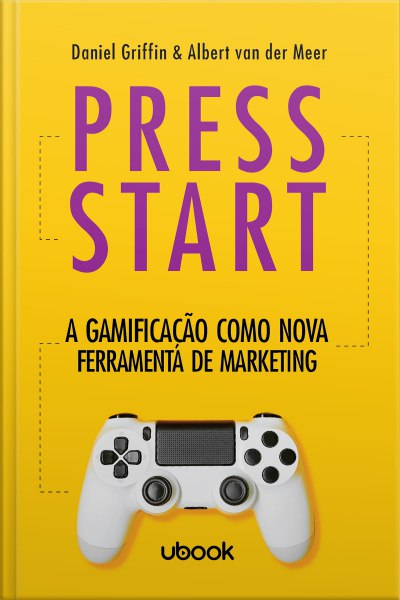 Daniel Griffin & Albert van der Meer
PRESS
START
A GAMIFICAÇÃO COMO NOVA
FERRAMENTA DE MARKETING
ubook